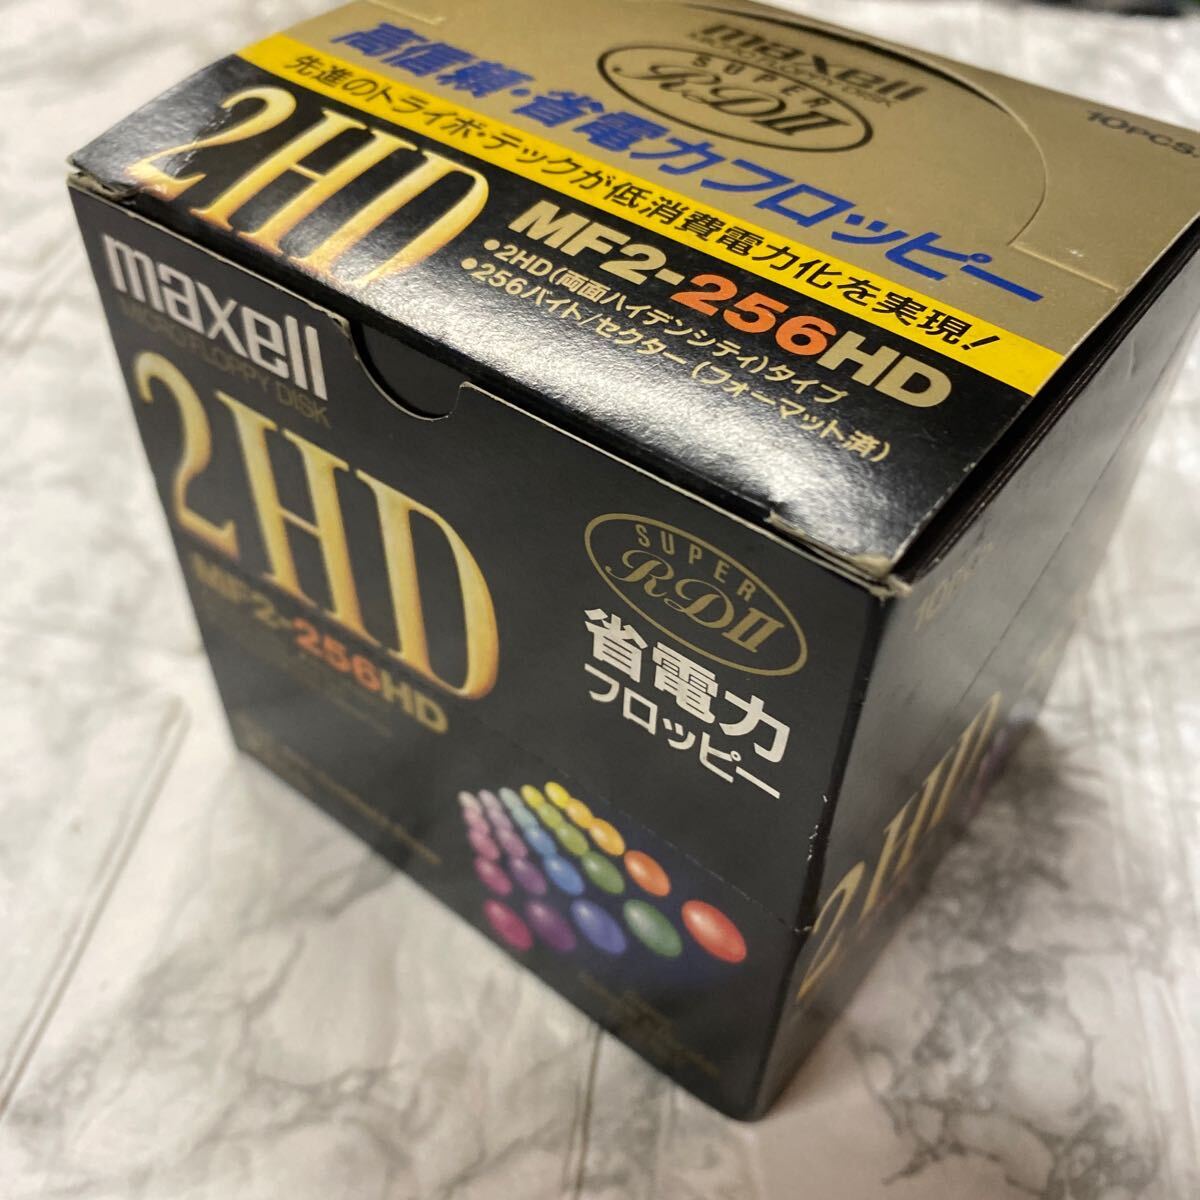 maxell
SUPER
RDII
10PCS.
高信頼・省電力フロッピー
先進のトライボ・テックが低消費電力化を実現!
2HD
MF2-256HD
•2HD(両面ハイデンシティ)タイプ
•256バイト/セクター(フォーマット済)
maxell
MICRO FLOPPY DISK
2HD
MF2-256HD
SUPER
RDII
省電力
フロッピー
2HD